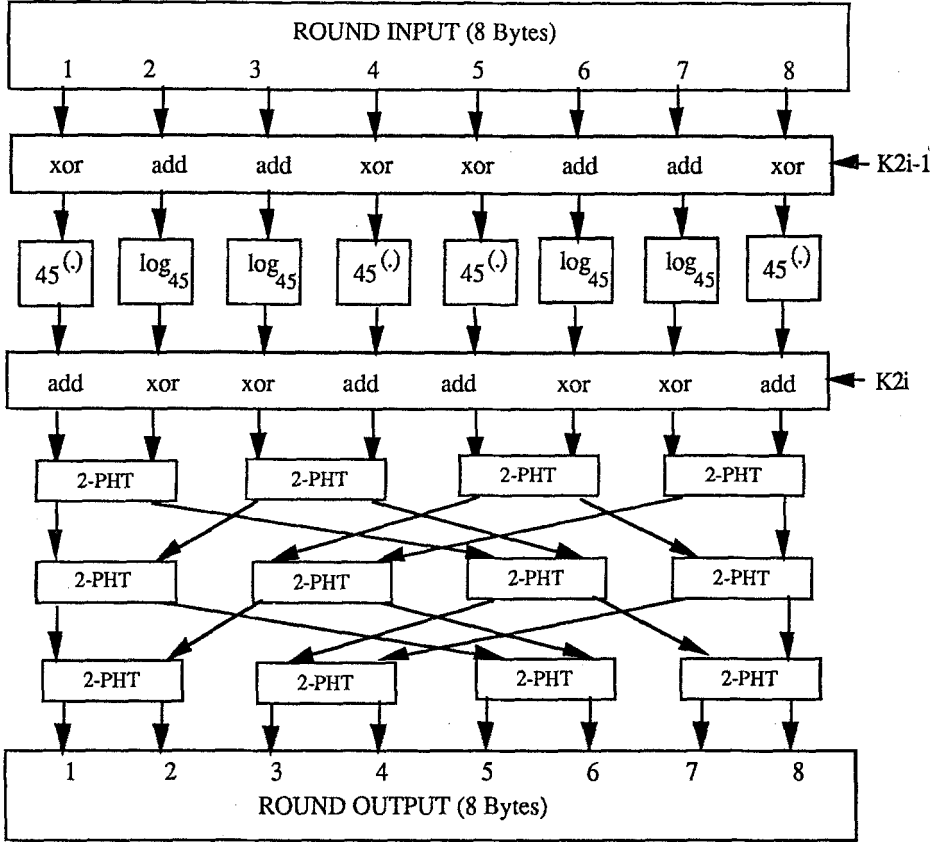 ROUND INPUT (8 Bytes)
1 2 3 4 5 6 7 8
xor add add xor xor add add xor
K2i-1
45(.) log45 log45 45(.) 45(.) log45 log45 45(.)
add xor xor add add xor xor add
K2i
2-PHT 2-PHT 2-PHT 2-PHT
2-PHT 2-PHT 2-PHT 2-PHT
2-PHT 2-PHT 2-PHT 2-PHT
1 2 3 4 5 6 7 8
ROUND OUTPUT (8 Bytes)